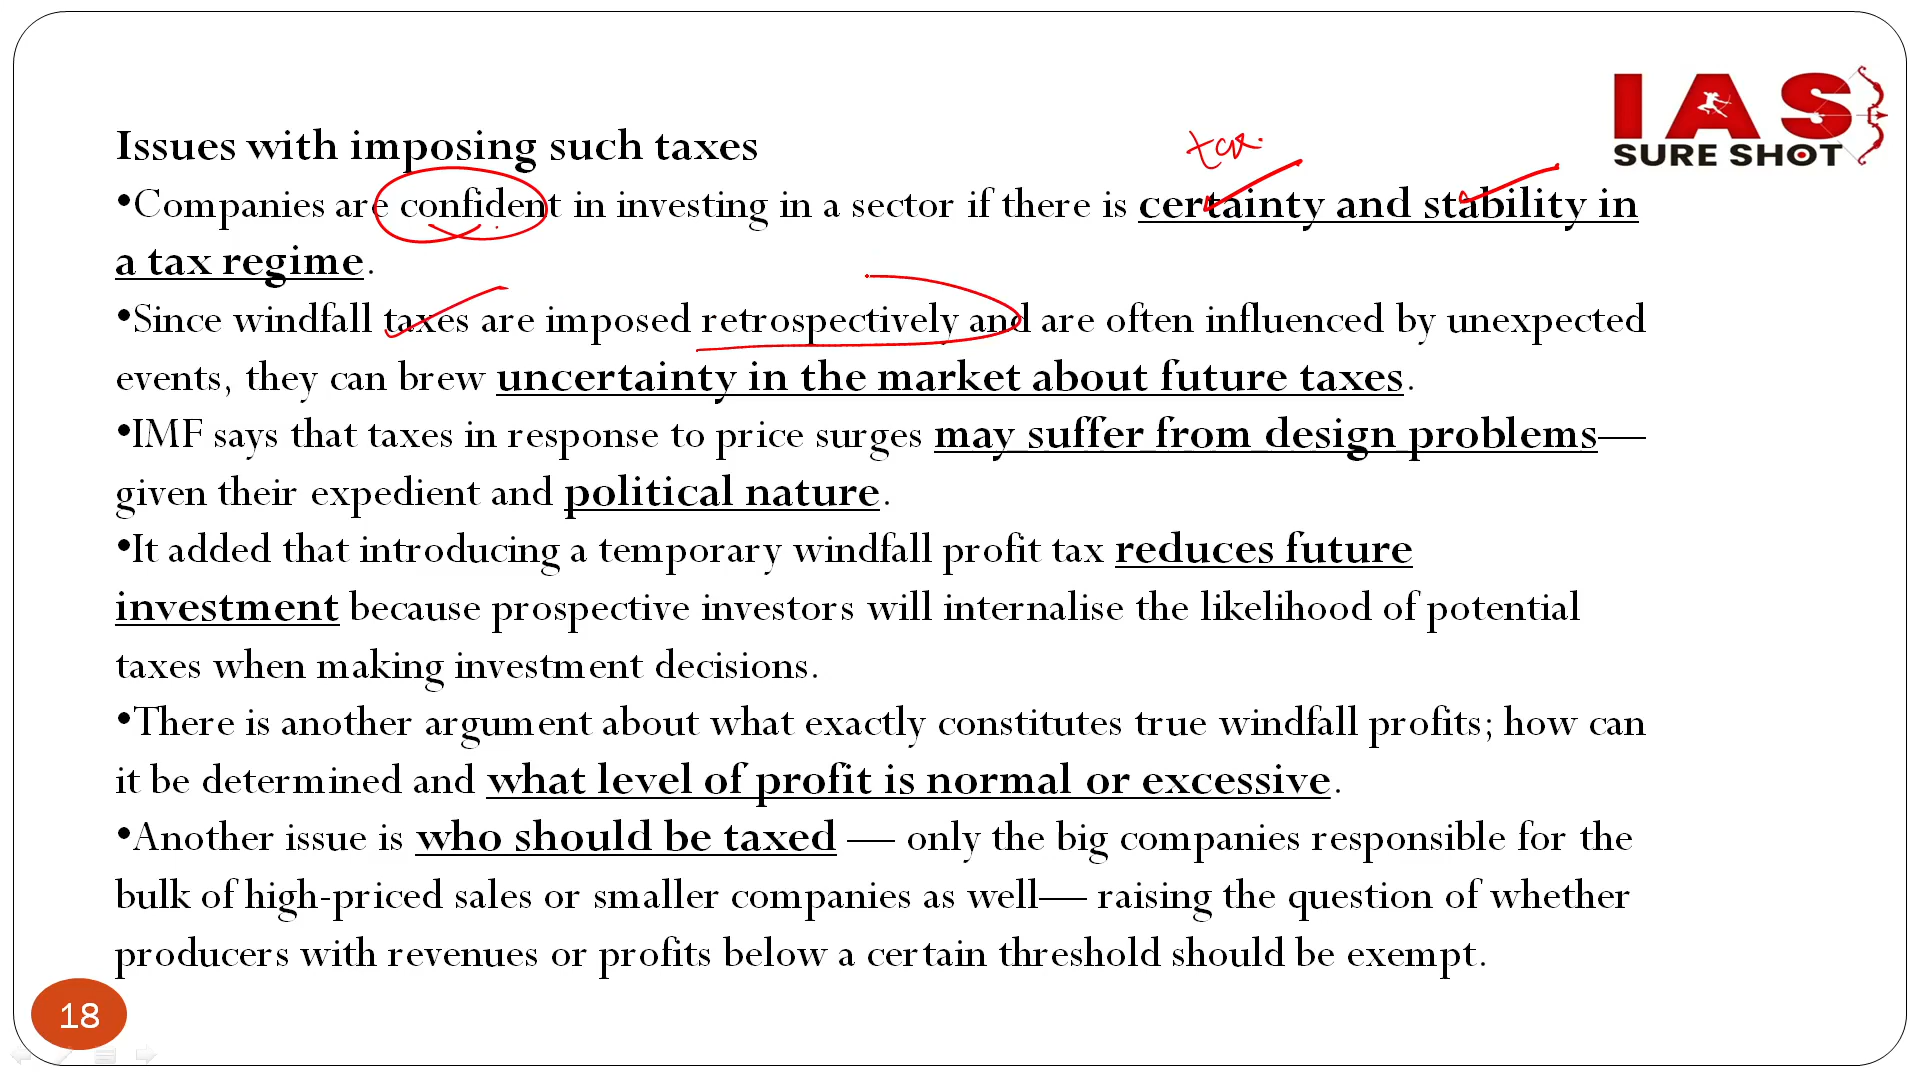 IAS
SURE SHOT
tax.
Issues with imposing such taxes
•Companies are confident in investing in a sector if there is certainty and stability in
a tax regime.
•Since windfall taxes are imposed retrospectively and are often influenced by unexpected
events, they can brew uncertainty in the market about future taxes.
•IMF says that taxes in response to price surges may suffer from design problems—
given their expedient and political nature.
•It added that introducing a temporary windfall profit tax reduces future
investment because prospective investors will internalise the likelihood of potential
taxes when making investment decisions.
•There is another argument about what exactly constitutes true windfall profits; how can
it be determined and what level of profit is normal or excessive.
•Another issue is who should be taxed — only the big companies responsible for the
bulk of high-priced sales or smaller companies as well— raising the question of whether
producers with revenues or profits below a certain threshold should be exempt.
18